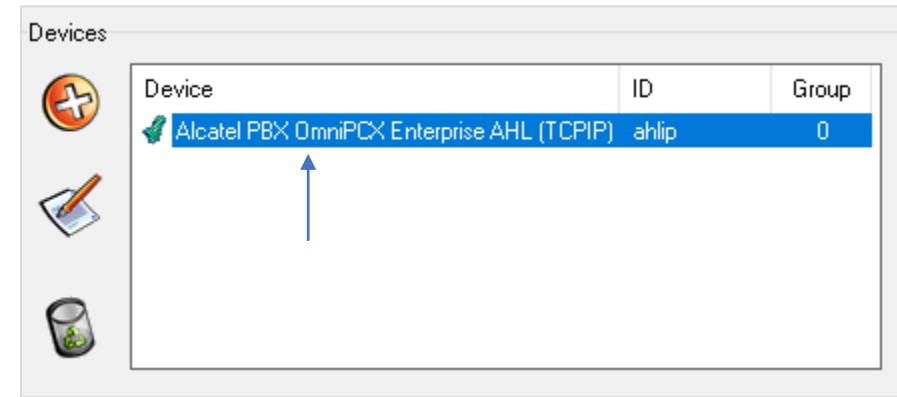 Devices
Device ID Group
Alcatel PBX OmniPCX Enterprise AHL (TCPIP) ahlip 0